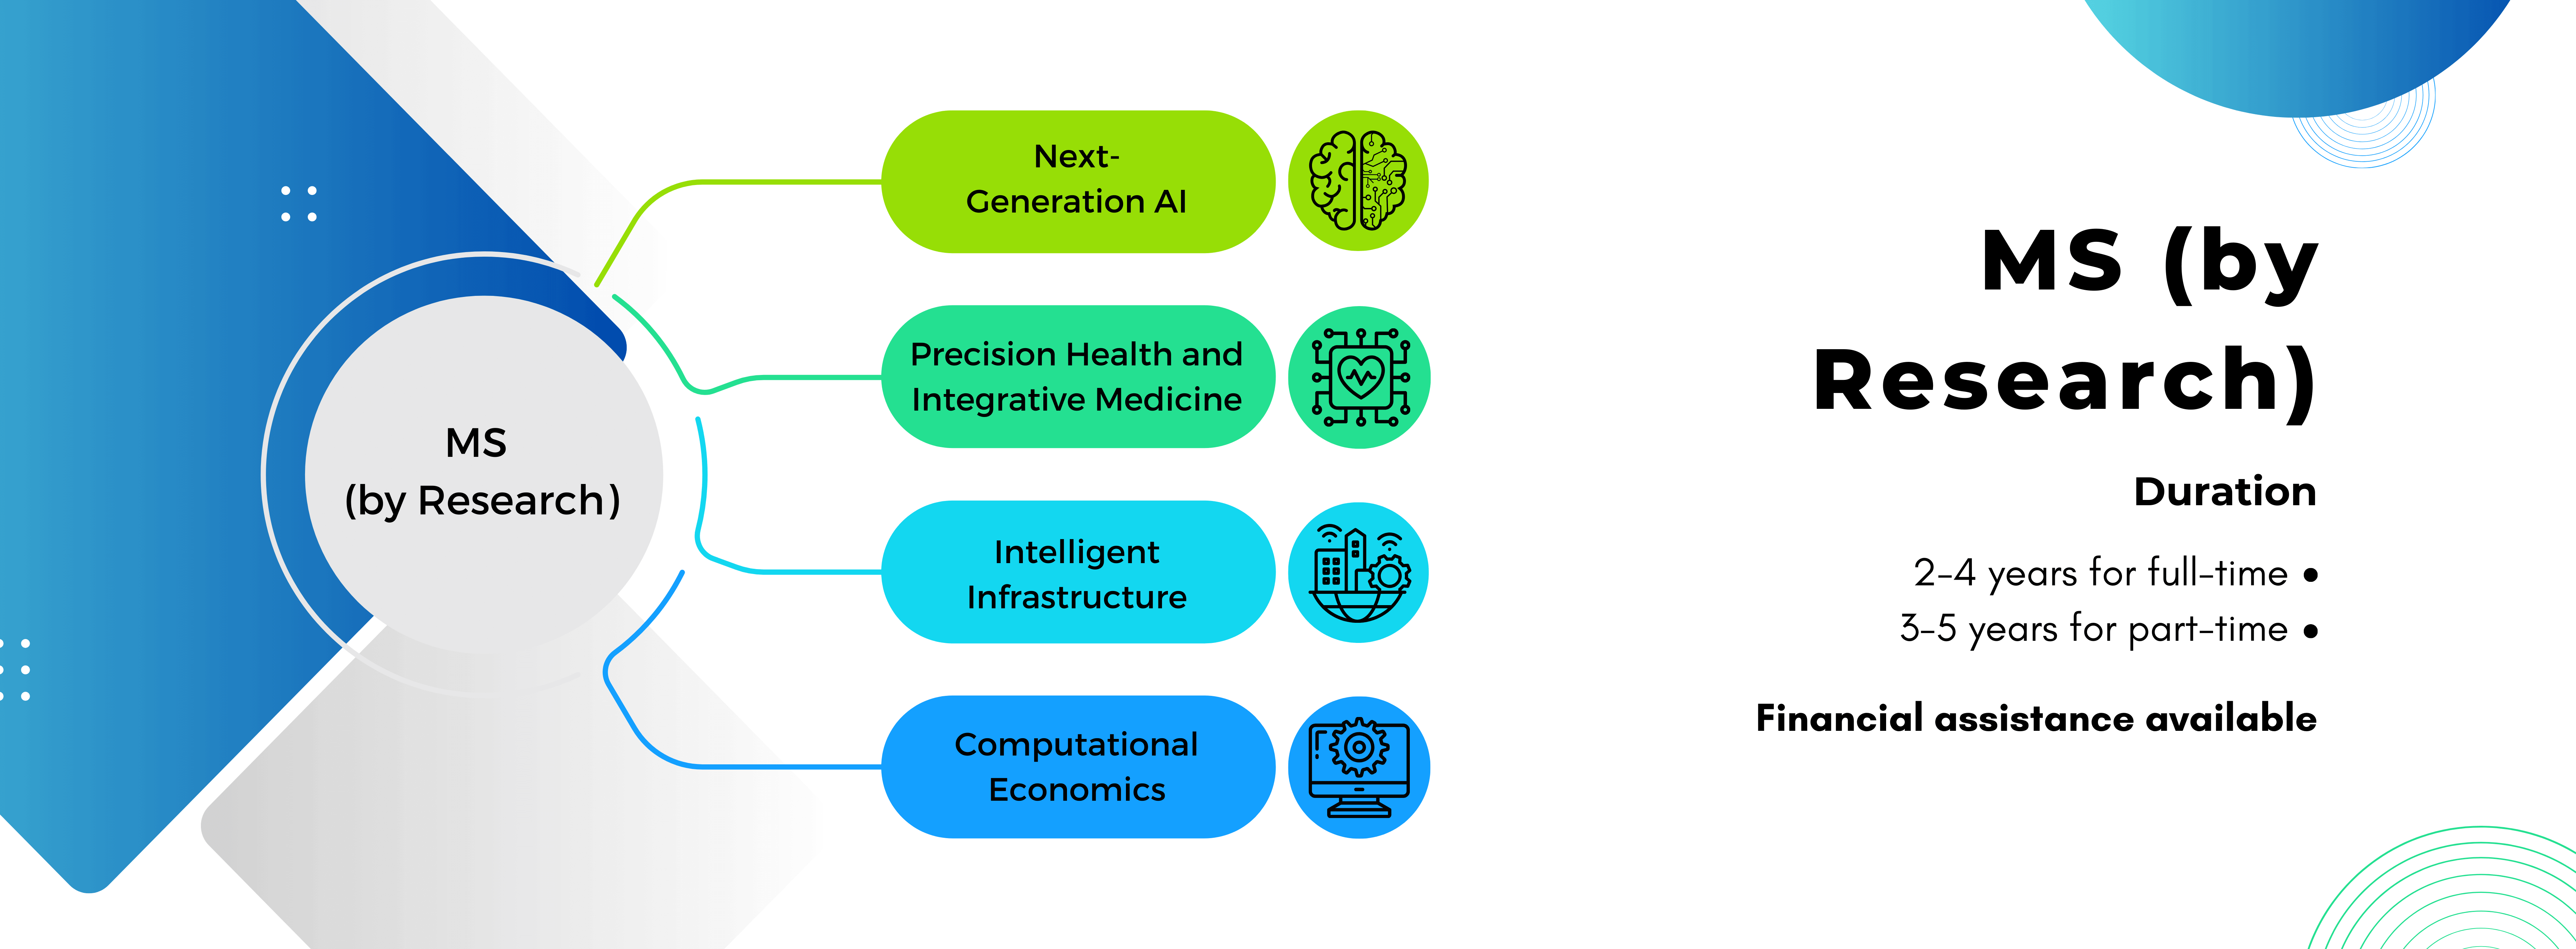 MS
(by Research)
Next-
Generation AI
Precision Health and
Integrative Medicine
Intelligent
Infrastructure
Computational
Economics
MS (by
Research)
Duration
2-4 years for full-time •
3-5 years for part-time •
Financial assistance available